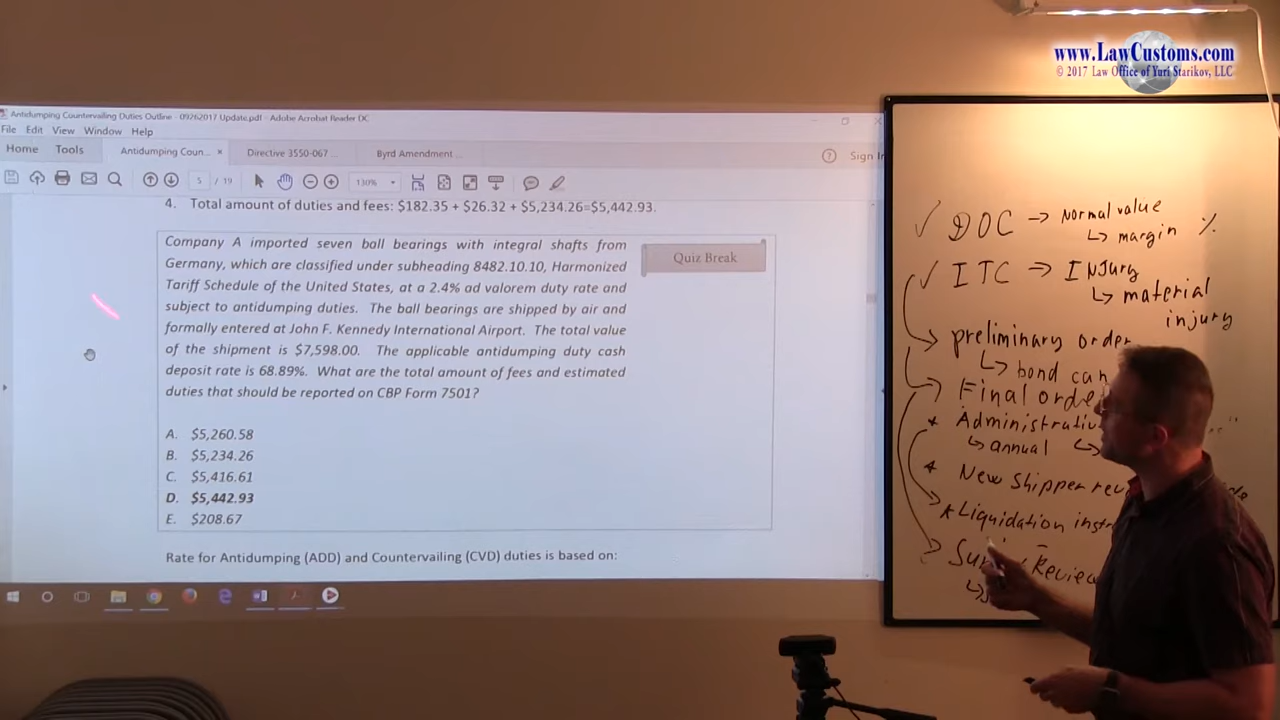 www.LawCustoms.com
© 2017 Law Office of Yuri Starikov, LLC
Antidumping Countervailing Duties Outline - 09262017 Update.pdf - Adobe Acrobat Reader DC
File Edit View Window Help
Home Tools Antidumping Coun... × Directive 3550-067 ... Byrd Amendment... Sign In
5 / 19 130%
4. Total amount of duties and fees: $182.35 + $26.32 + $5,234.26=$5,442.93.
Company A imported seven ball bearings with integral shafts from
Germany, which are classified under subheading 8482.10.10, Harmonized
Tariff Schedule of the United States, at a 2.4% ad valorem duty rate and
subject to antidumping duties. The ball bearings are shipped by air and
formally entered at John F. Kennedy International Airport. The total value
of the shipment is $7,598.00. The applicable antidumping duty cash
deposit rate is 68.89%. What are the total amount of fees and estimated
duties that should be reported on CBP Form 7501?
Quiz Break
A. $5,260.58
B. $5,234.26
C. $5,416.61
D. $5,442.93
E. $208.67
Rate for Antidumping (ADD) and Countervailing (CVD) duties is based on:
✓ DOC → Normal value
↳ margin %
✓ ITC → INJury
↳ material
injury
preliminary order
↳ bond can
Final orde
* Administrativ
↳ annual ↳
* New shipper rev
* Liquidation inst
Review